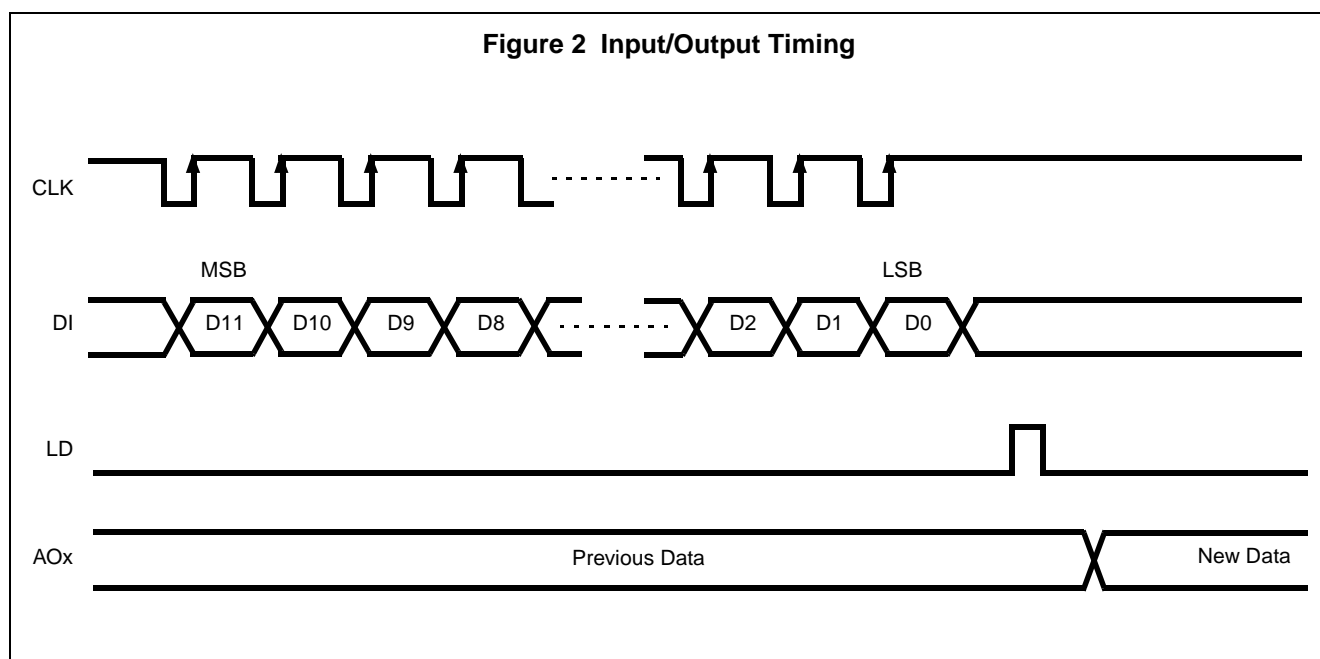 Figure 2 Input/Output Timing
CLK
MSB LSB
DI D11 D10 D9 D8 D2 D1 D0
LD
AOx Previous Data New Data